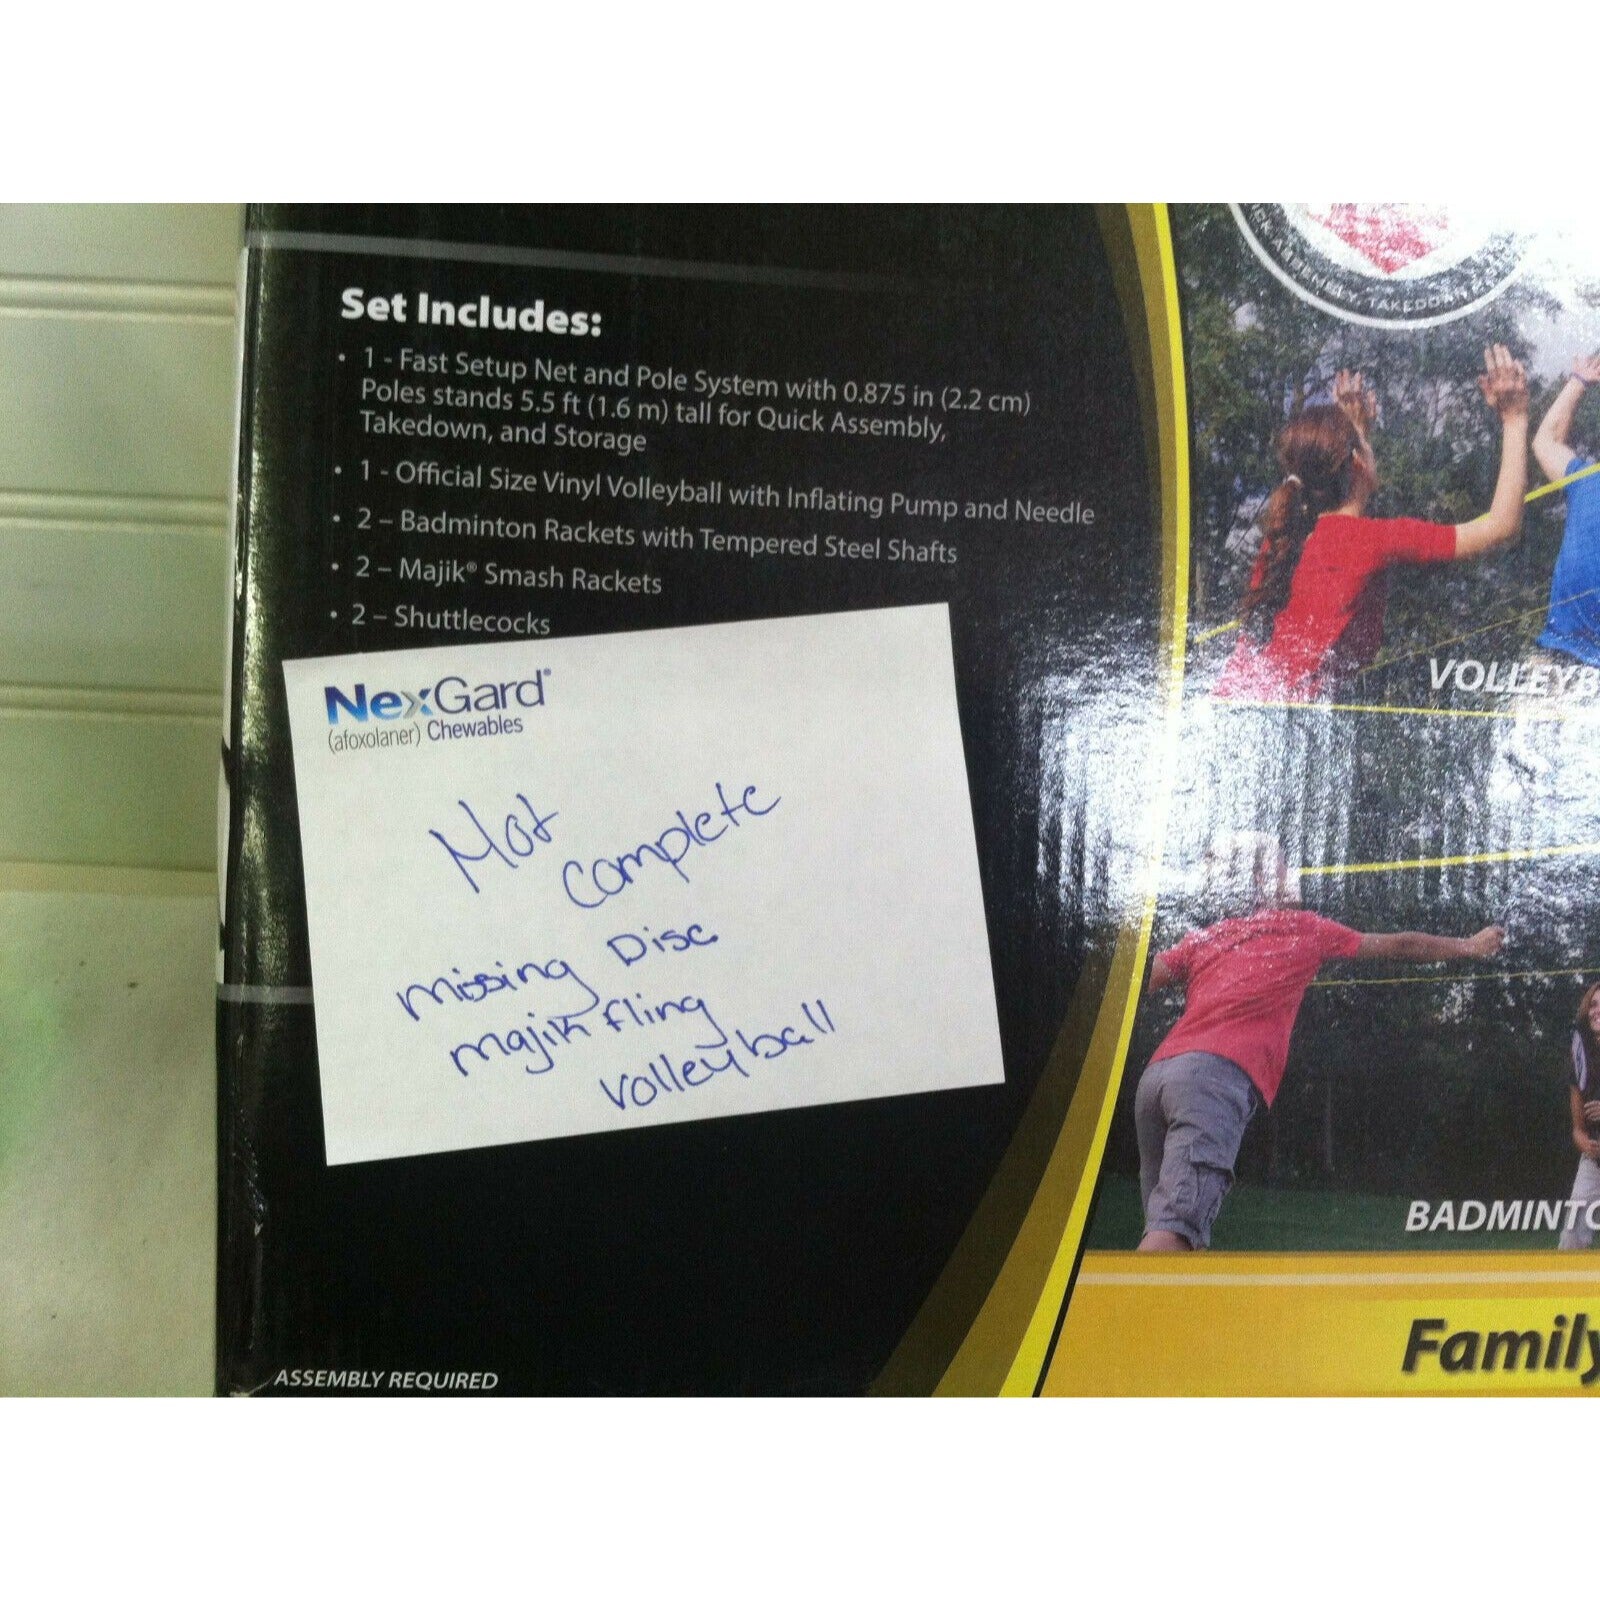 Set Includes:
• 1 - Fast Setup Net and Pole System with 0.875 in (2.2 cm)
Poles stands 5.5 ft (1.6 m) tall for Quick Assembly,
Takedown, and Storage
• 1 - Official Size Vinyl Volleyball with Inflating Pump and Needle
• 2 – Badminton Rackets with Tempered Steel Shafts
• 2 – Majik® Smash Rackets
• 2 – Shuttlecocks
NexGard®
(afoxolaner) Chewables
Not
complete
missing Disc
majik fling
volleyball
ASSEMBLY REQUIRED
TAKEDOWN
VOLLEYB
BADMINTO
Family